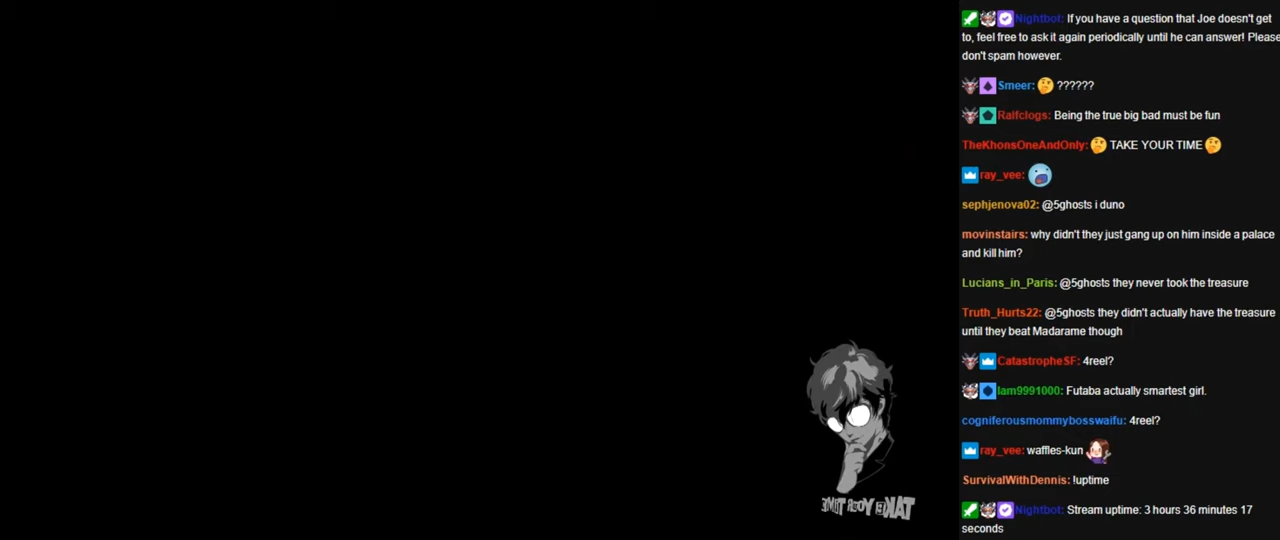 Nightbot: If you have a question that Joe doesn't get
to, feel free to ask it again periodically until he can answer! Please
don't spam however.
Smeer: ??????
Ralfclogs: Being the true big bad must be fun
TheKhonsOneAndOnly: TAKE YOUR TIME
ray_vee:
sephjenova02: @5ghosts i duno
movinstairs: why didn't they just gang up on him inside a palace
and kill him?
Lucians_in_Paris: @5ghosts they never took the treasure
Truth_Hurts22: @5ghosts they didn't actually have the treasure
until they beat Madarame though
CatastropheSF: 4reel?
Iam9991000: Futaba actually smartest girl.
cogniferousmommybosswaifu: 4reel?
ray_vee: waffles-kun
SurvivalWithDennis: !uptime
Nightbot: Stream uptime: 3 hours 36 minutes 17
seconds
TAKE YOUR TIME